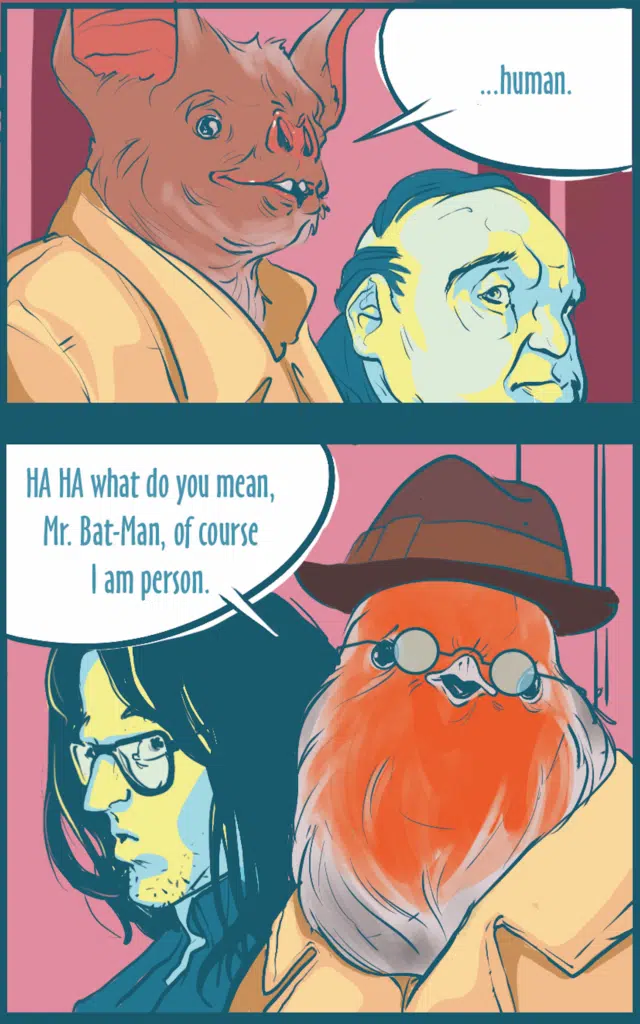 ...human.
HA HA what do you mean,
Mr. Bat-Man, of course
I am person.